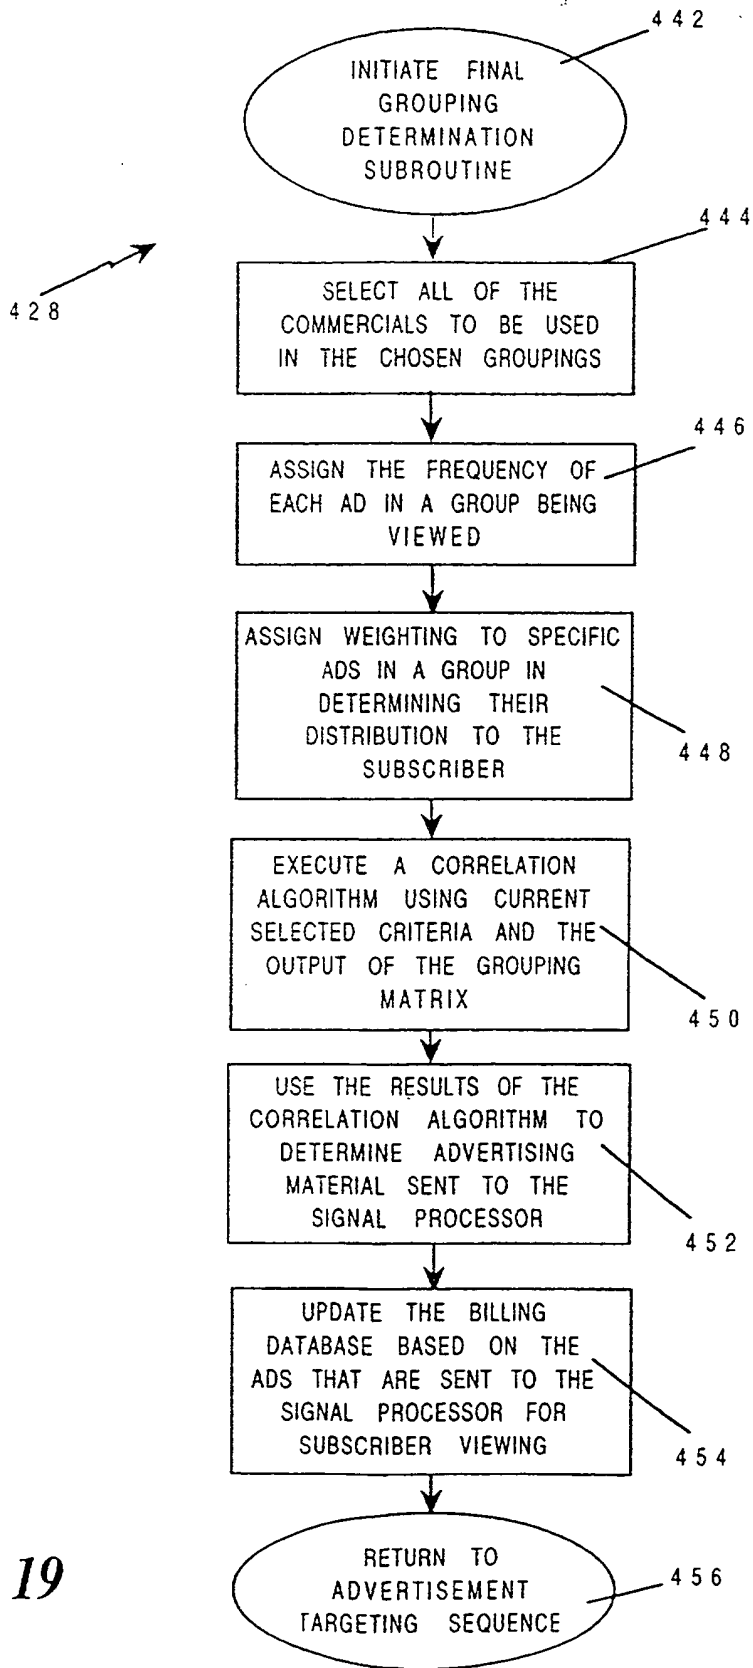 442
INITIATE FINAL
GROUPING
DETERMINATION
SUBROUTINE
428
444
SELECT ALL OF THE
COMMERCIALS TO BE USED
IN THE CHOSEN GROUPINGS
446
ASSIGN THE FREQUENCY OF
EACH AD IN A GROUP BEING
VIEWED
ASSIGN WEIGHTING TO SPECIFIC
ADS IN A GROUP IN
DETERMINING THEIR
DISTRIBUTION TO THE
SUBSCRIBER
448
EXECUTE A CORRELATION
ALGORITHM USING CURRENT
SELECTED CRITERIA AND THE
OUTPUT OF THE GROUPING
MATRIX
450
USE THE RESULTS OF THE
CORRELATION ALGORITHM TO
DETERMINE ADVERTISING
MATERIAL SENT TO THE
SIGNAL PROCESSOR
452
UPDATE THE BILLING
DATABASE BASED ON THE
ADS THAT ARE SENT TO THE
SIGNAL PROCESSOR FOR
SUBSCRIBER VIEWING
454
RETURN TO
ADVERTISEMENT
TARGETING SEQUENCE
456
19